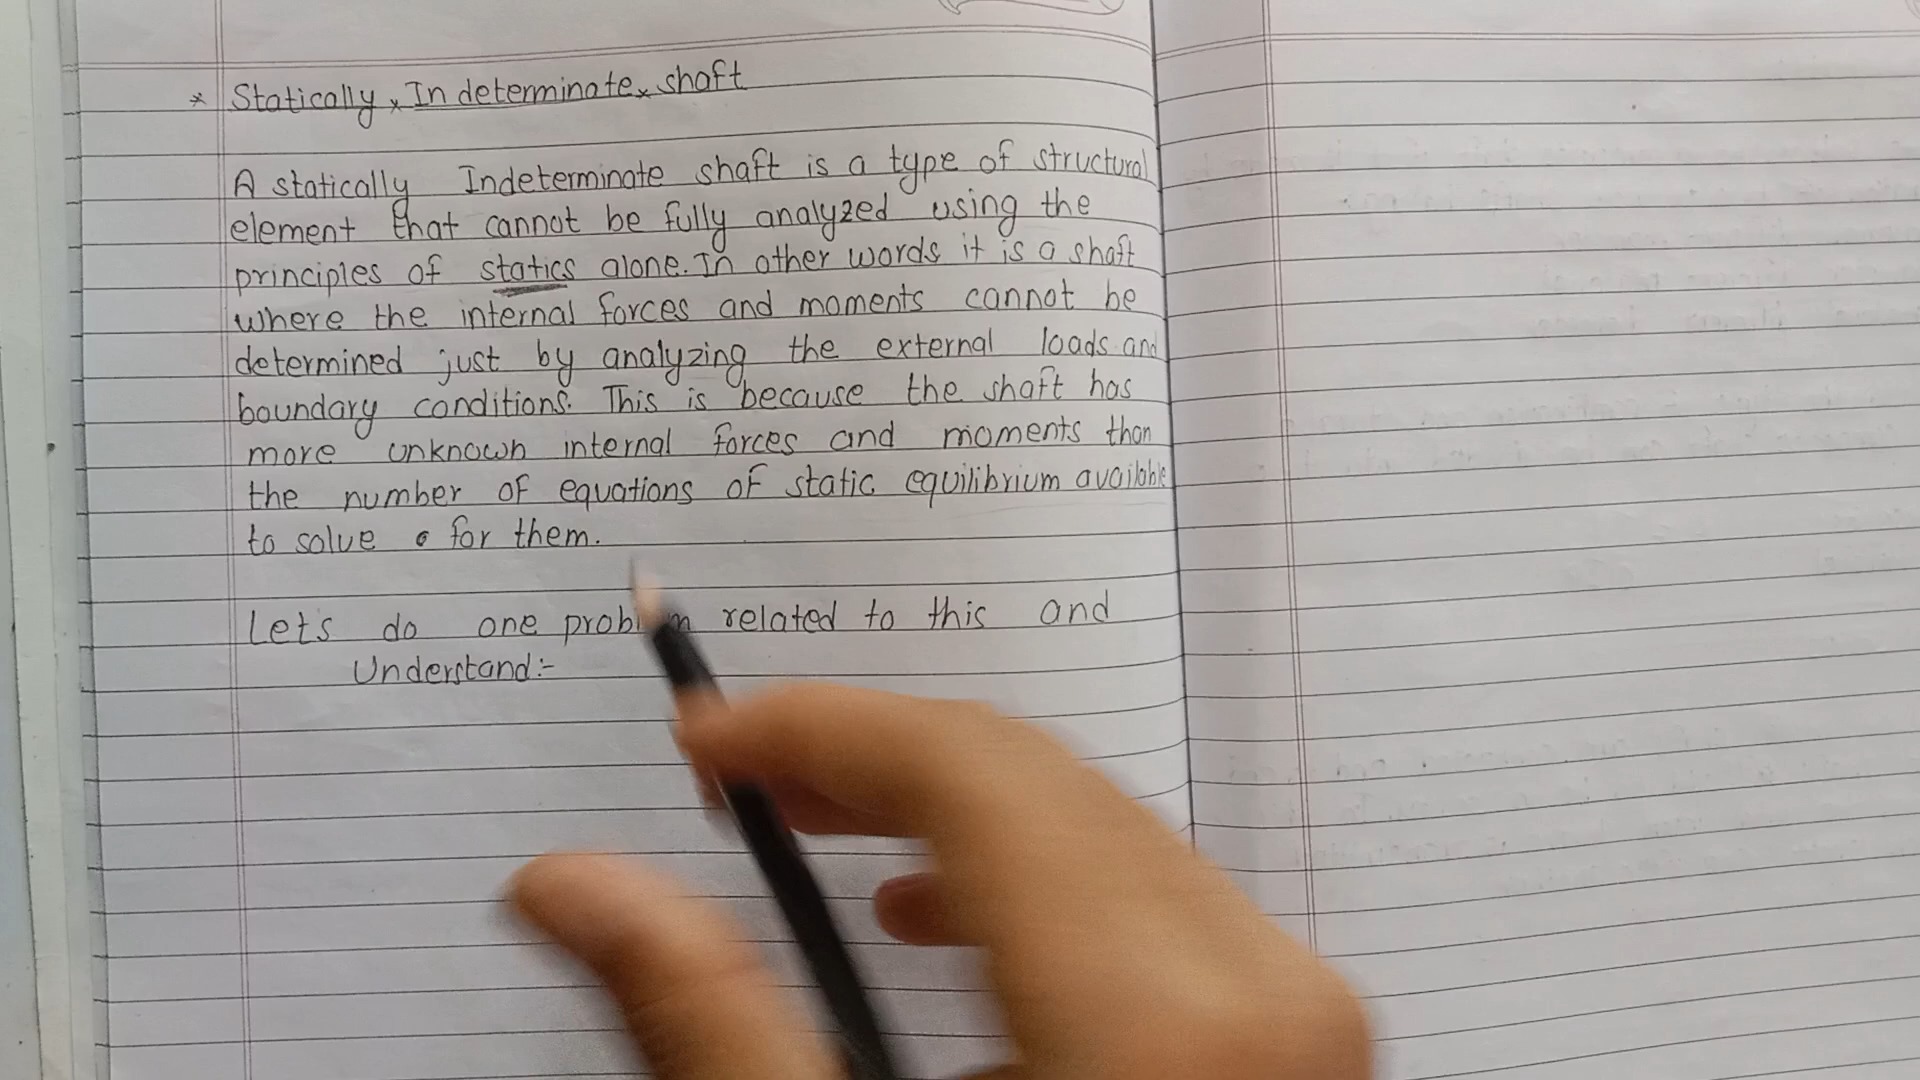 * Statically x Indeterminate x shaft
A statically Indeterminate shaft is a type of structural
element that cannot be fully analyzed using the
principles of statics alone. In other words it is a shaft
where the internal forces and moments cannot be
determined just by analyzing the external loads and
boundary conditions. This is because the shaft has
more unknown internal forces and moments than
the number of equations of static equilibrium available
to solve for them.
Lets do one problem related to this and
Understand:-